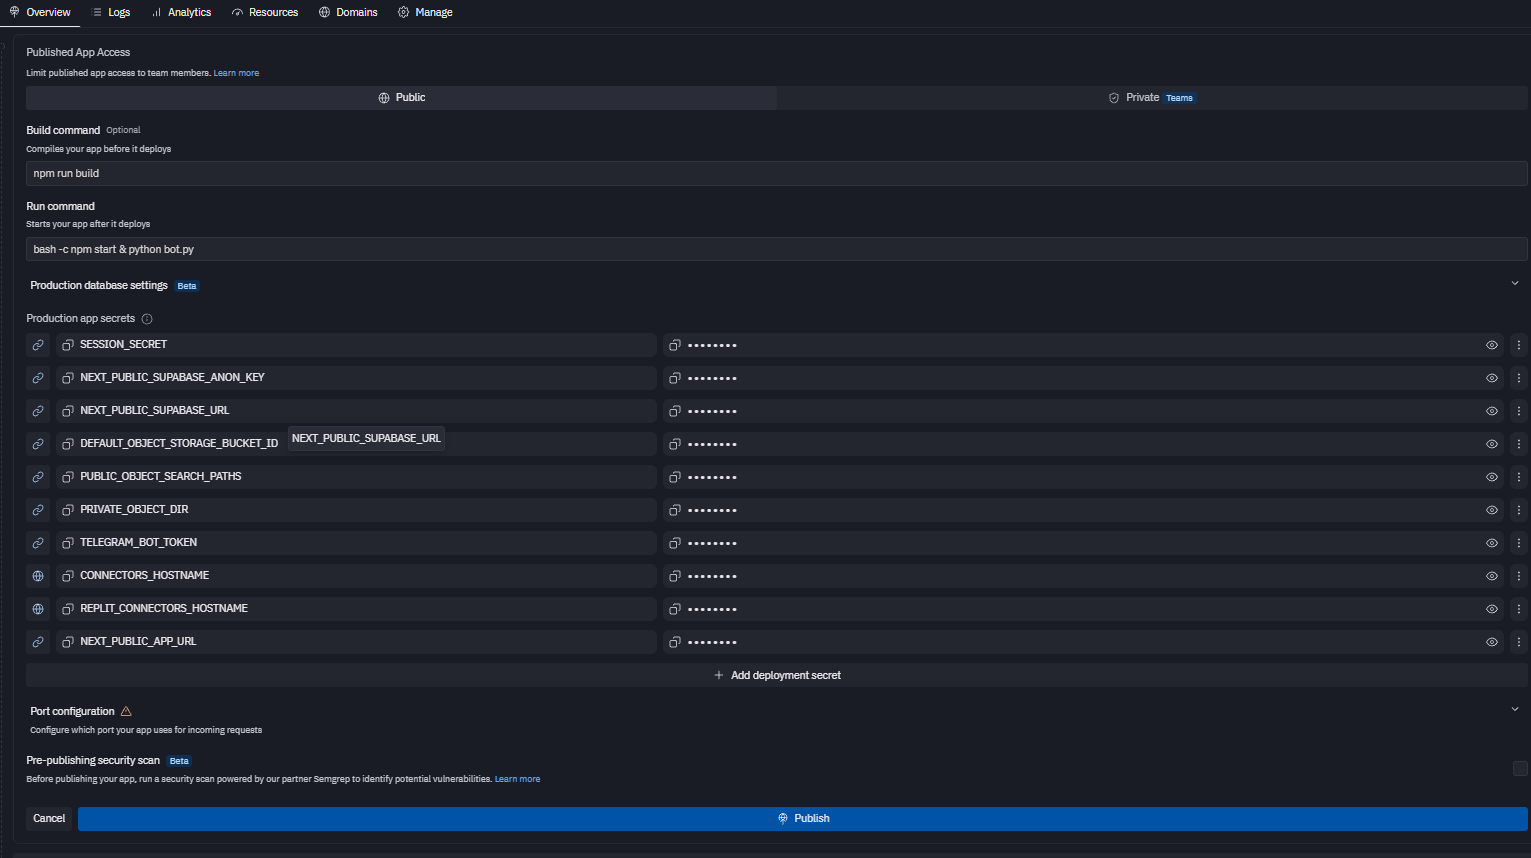 Overview Logs Analytics Resources Domains Manage
Published App Access
Limit published app access to team members. Learn more
Public Private Teams
Build command Optional
Compiles your app before it deploys
npm run build
Run command
Starts your app after it deploys
bash -c npm start & python bot.py
Production database settings Beta
Production app secrets
SESSION_SECRET ••••••••
NEXT_PUBLIC_SUPABASE_ANON_KEY ••••••••
NEXT_PUBLIC_SUPABASE_URL ••••••••
DEFAULT_OBJECT_STORAGE_BUCKET_ID NEXT_PUBLIC_SUPABASE_URL ••••••••
PUBLIC_OBJECT_SEARCH_PATHS ••••••••
PRIVATE_OBJECT_DIR ••••••••
TELEGRAM_BOT_TOKEN ••••••••
CONNECTORS_HOSTNAME ••••••••
REPLIT_CONNECTORS_HOSTNAME ••••••••
NEXT_PUBLIC_APP_URL ••••••••
+ Add deployment secret
Port configuration
Configure which port your app uses for incoming requests
Pre-publishing security scan Beta
Before publishing your app, run a security scan powered by our partner Semgrep to identify potential vulnerabilities. Learn more
Cancel Publish